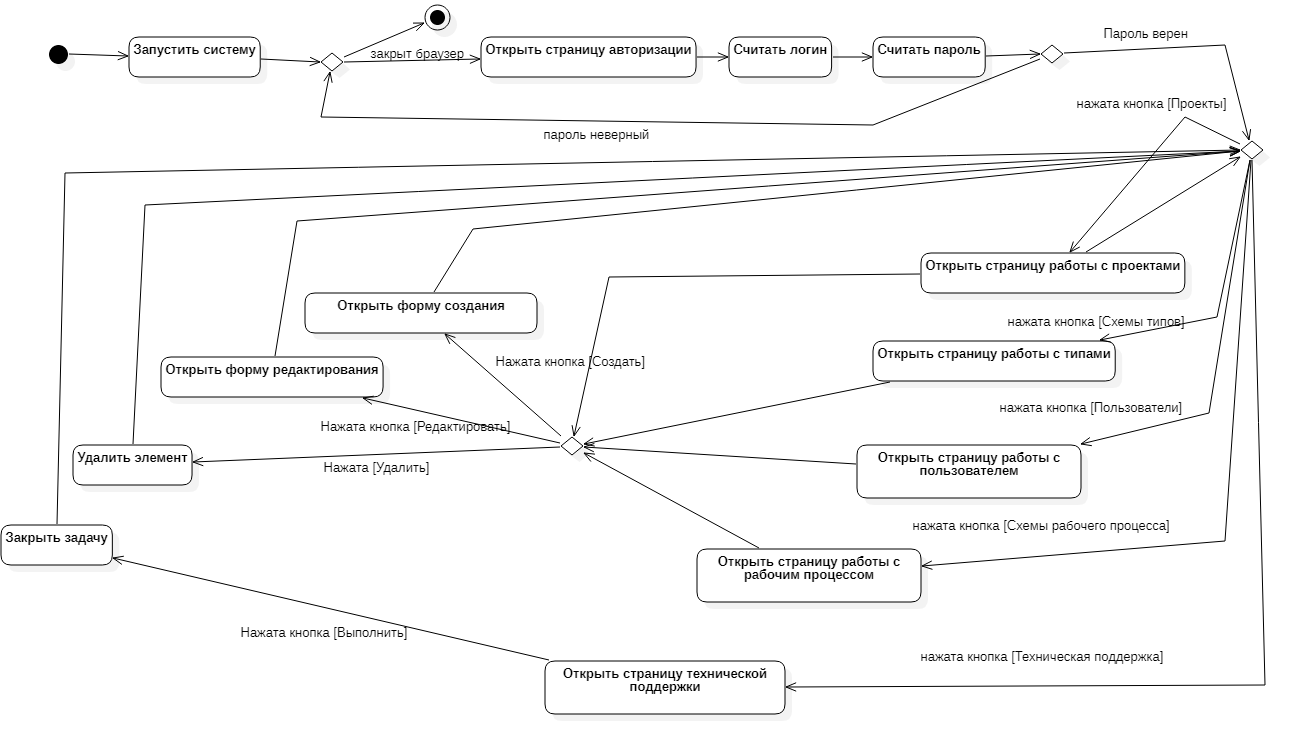 Запустить систему
закрыт браузер
Открыть страницу авторизации
Считать логин
Считать пароль
Пароль верен
нажата кнопка [Проекты]
пароль неверный
Открыть страницу работы с проектами
Открыть форму создания
нажата кнопка [Схемы типов]
Открыть страницу работы с типами
Нажата кнопка [Создать]
Открыть форму редактирования
нажата кнопка [Пользователи]
Нажата кнопка [Редактировать]
Удалить элемент
Нажата [Удалить]
Открыть страницу работы с
пользователем
нажата кнопка [Схемы рабочего процесса]
Закрыть задачу
Открыть страницу работы с
рабочим процессом
Нажата кнопка [Выполнить]
нажата кнопка [Техническая поддержка]
Открыть страницу технической
поддержки